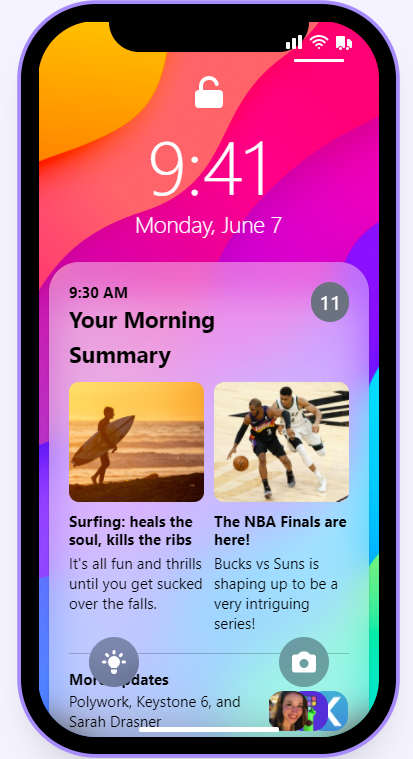 9:41
Monday, June 7
9:30 AM
11
Your Morning
Summary
Surfing: heals the
soul, kills the ribs
It's all fun and thrills
until you get sucked
over the falls.
The NBA Finals are
here!
Bucks vs Suns is
shaping up to be a
very intriguing
series!
More updates
Polywork, Keystone 6, and
Sarah Drasner